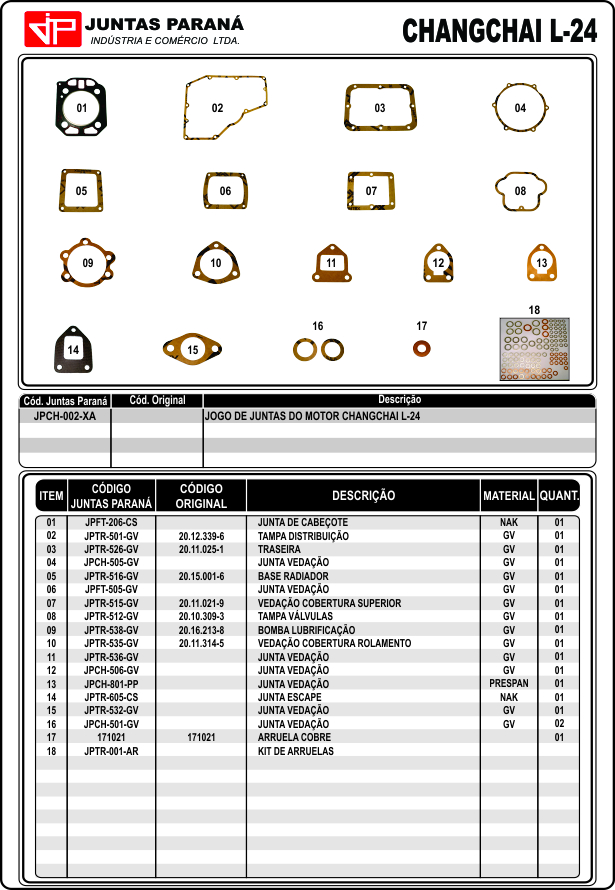 JP JUNTAS PARANÁ
INDÚSTRIA E COMÉRCIO LTDA.
CHANGCHAI L-24
01 02 03 04
05 06 07 08
09 10 11 12 13
14 15 16 17 18
Cód. Juntas Paraná Cód. Original Descrição
JPCH-002-XA JOGO DE JUNTAS DO MOTOR CHANGCHAI L-24
ITEM CÓDIGO JUNTAS PARANÁ CÓDIGO ORIGINAL DESCRIÇÃO MATERIAL QUANT.
01 JPFT-206-CS JUNTA DE CABEÇOTE NAK 01
02 JPTR-501-GV 20.12.339-6 TAMPA DISTRIBUIÇÃO GV 01
03 JPTR-526-GV 20.11.025-1 TRASEIRA GV 01
04 JPCH-505-GV JUNTA VEDAÇÃO GV 01
05 JPTR-516-GV 20.15.001-6 BASE RADIADOR GV 01
06 JPFT-505-GV JUNTA VEDAÇÃO GV 01
07 JPTR-515-GV 20.11.021-9 VEDAÇÃO COBERTURA SUPERIOR GV 01
08 JPTR-512-GV 20.10.309-3 TAMPA VÁLVULAS GV 01
09 JPTR-538-GV 20.16.213-8 BOMBA LUBRIFICAÇÃO GV 01
10 JPTR-535-GV 20.11.314-5 VEDAÇÃO COBERTURA ROLAMENTO GV 01
11 JPTR-536-GV JUNTA VEDAÇÃO GV 01
12 JPCH-506-GV JUNTA VEDAÇÃO GV 01
13 JPCH-801-PP JUNTA VEDAÇÃO PRESPAN 01
14 JPTR-605-CS JUNTA ESCAPE NAK 01
15 JPTR-532-GV JUNTA VEDAÇÃO GV 01
16 JPCH-501-GV JUNTA VEDAÇÃO GV 02
17 171021 171021 ARRUELA COBRE 01
18 JPTR-001-AR KIT DE ARRUELAS